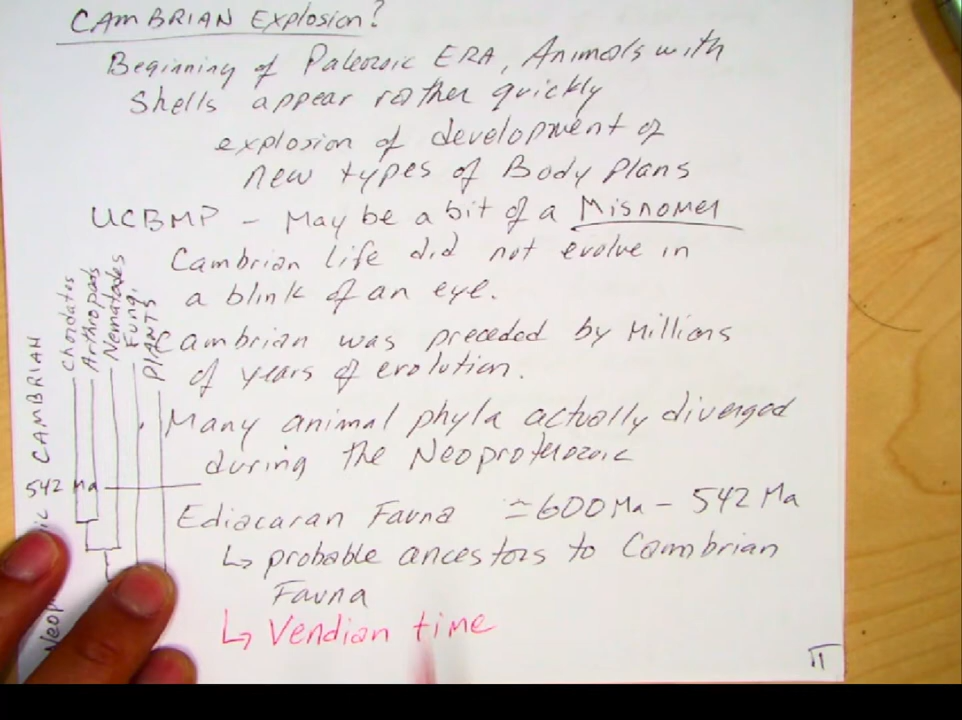 CAMBRIAN Explosion?
Beginning of Paleozoic ERA, Animals with
Shells appear rather quickly
explosion of development of
new types of Body Plans
UCBMP - May be a bit of a Misnomer
Cambrian life did not evolve in
a blink of an eye.
Cambrian was preceded by Millions
of years of evolution.
Many animal phyla actually diverged
during the Neoproterozoic
Ediacaran Fauna ≃600Ma - 542 Ma
↳ probable ancestors to Cambrian
Fauna
↳ Vendian time
Chordates
Arthropods
Nematodes
Fungi
PLANTS
CAMBRIAN
542 Ma
Neop
ic